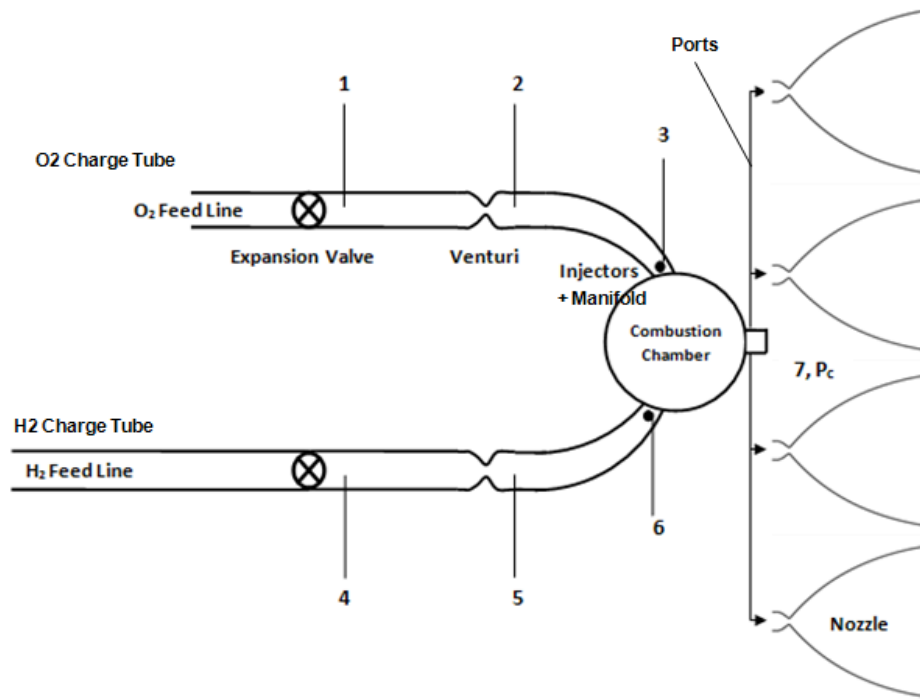 Ports
1
2
3
O2 Charge Tube
O₂ Feed Line
Expansion Valve
Venturi
Injectors
+ Manifold
Combustion
Chamber
7, Pc
H2 Charge Tube
H₂ Feed Line
4
5
6
Nozzle